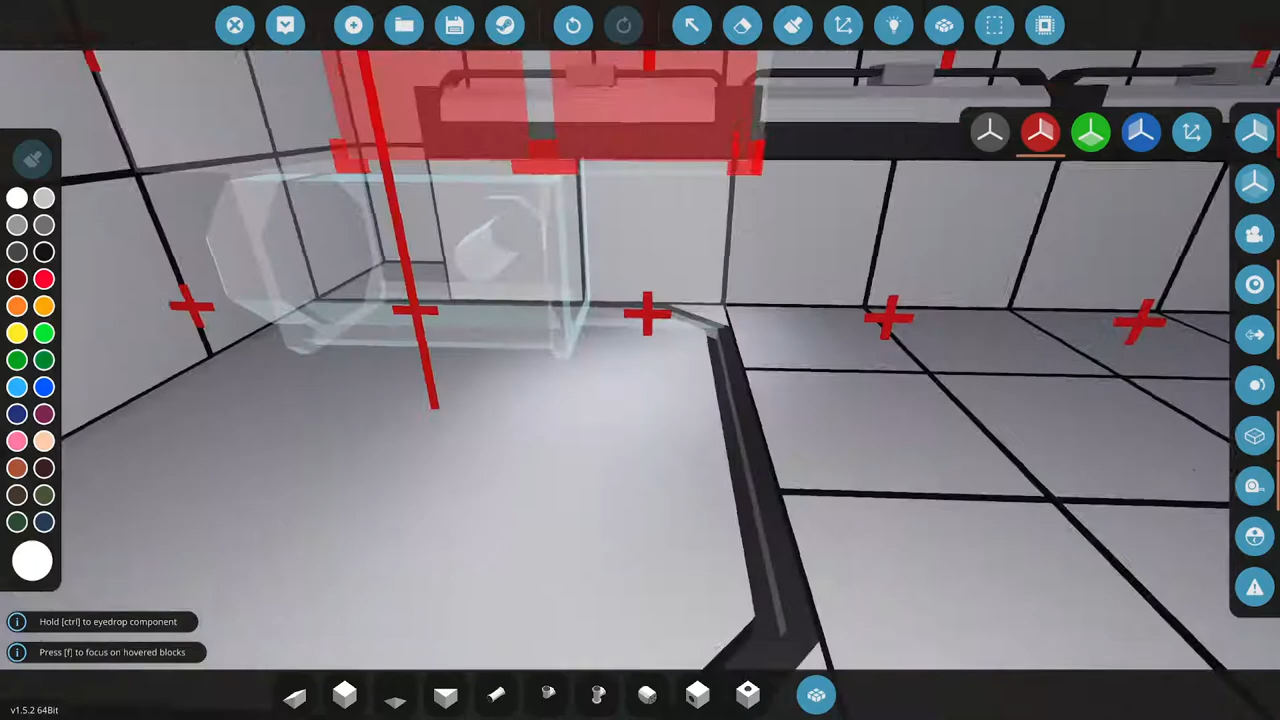 Hold [ctrl] to eyedrop component
Press [f] to focus on hovered blocks
v1.5.2 64Bit